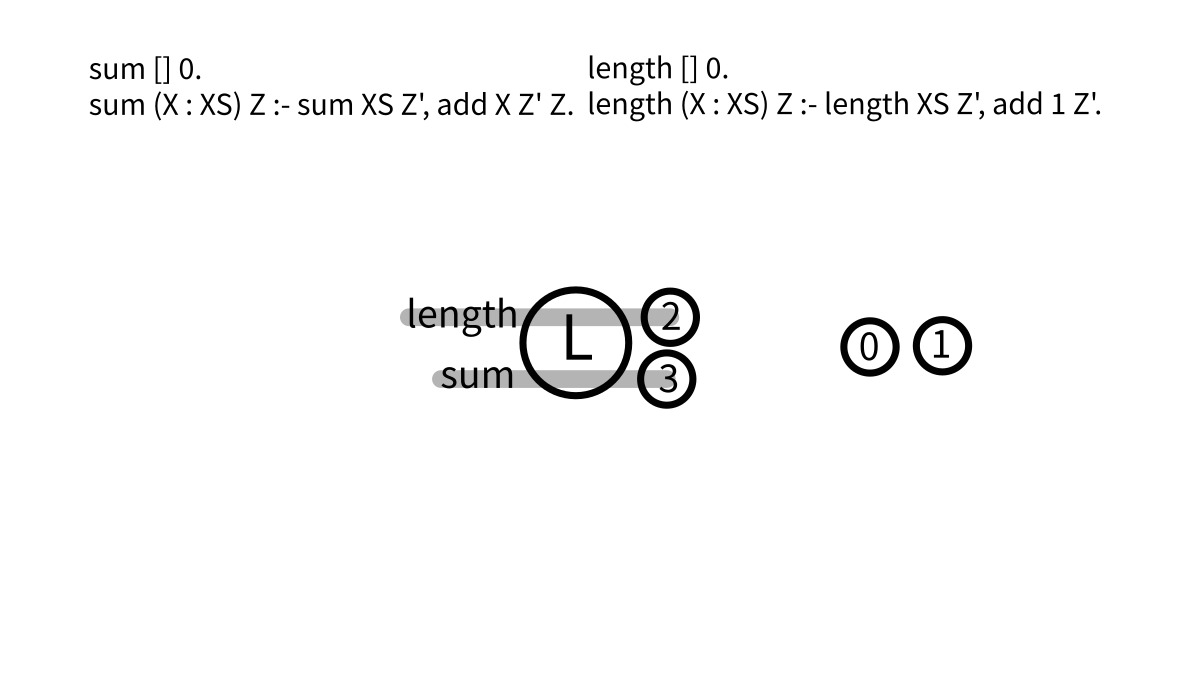 sum [] 0.
sum (X : XS) Z :- sum XS Z', add X Z' Z.
length [] 0.
length (X : XS) Z :- length XS Z', add 1 Z'.
length L 2
sum 3
0 1